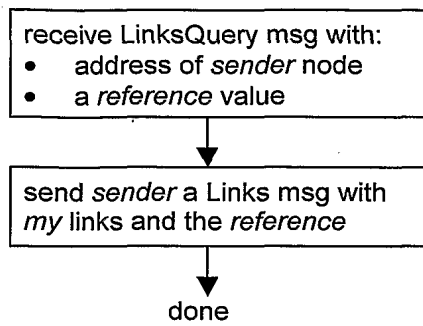 receive LinksQuery msg with:
• address of sender node
• a reference value
send sender a Links msg with
my links and the reference
done